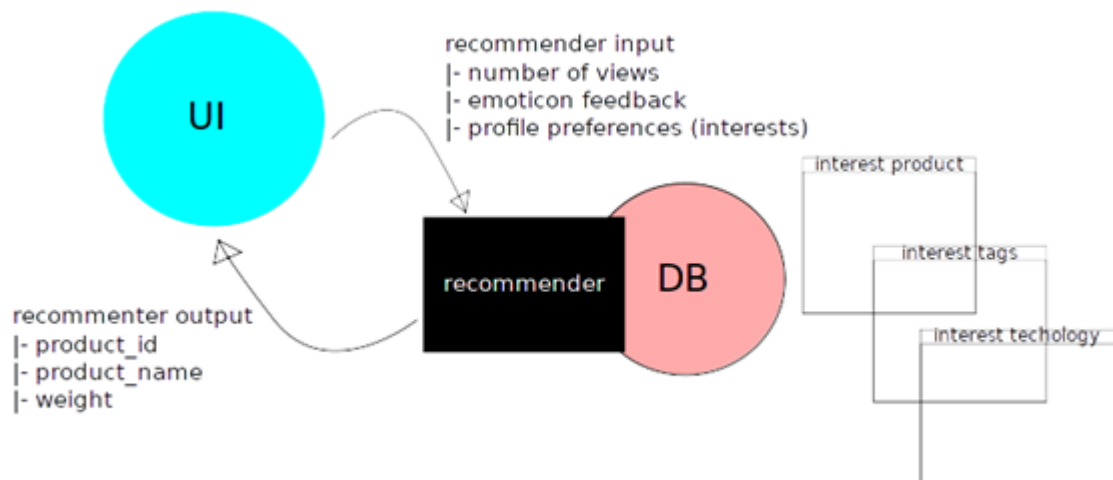 UI
recommender input
|- number of views
|- emoticon feedback
|- profile preferences (interests)
interest product
interest tags
interest techology
recommender
DB
recommenter output
|- product_id
|- product_name
|- weight